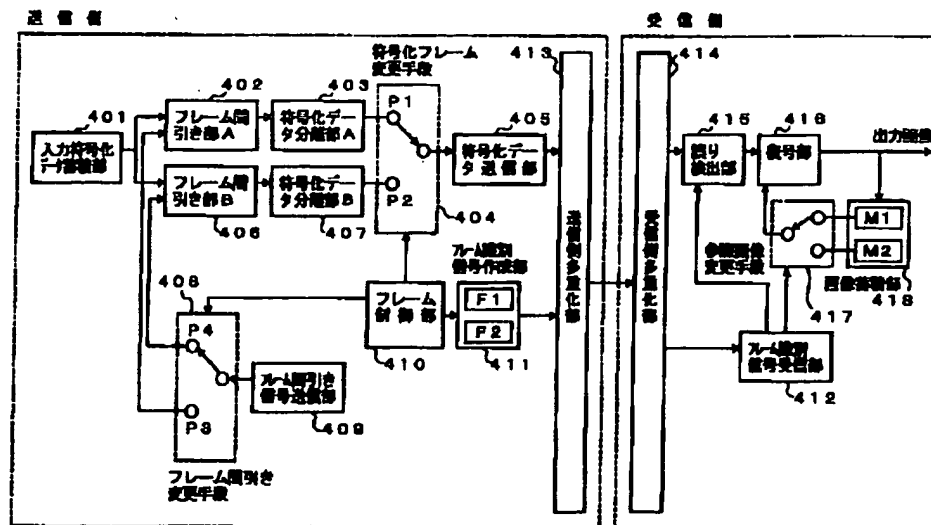 送信側
受信側
401
入力符号化
データ蓄積部
402
フレーム間
引き部A
403
符号化デー
タ分離部A
符号化フレーム
変更手段
P1
P2
404
405
符号化デー
タ送信部
フレーム間
引き部B
406
符号化デー
タ分離部B
407
408
P4
P3
フレーム間引き
変更手段
フレーム間引き
信号送信部
409
フレーム
制御部
410
フレーム識別
信号作成部
F1
F2
411
413
送信側多重化部
414
受信側多重化部
415
誤り
検出部
416
復号部
出力画像
参照画像
変更手段
417
M1
M2
画像蓄積部
418
フレーム識別
信号受信部
412